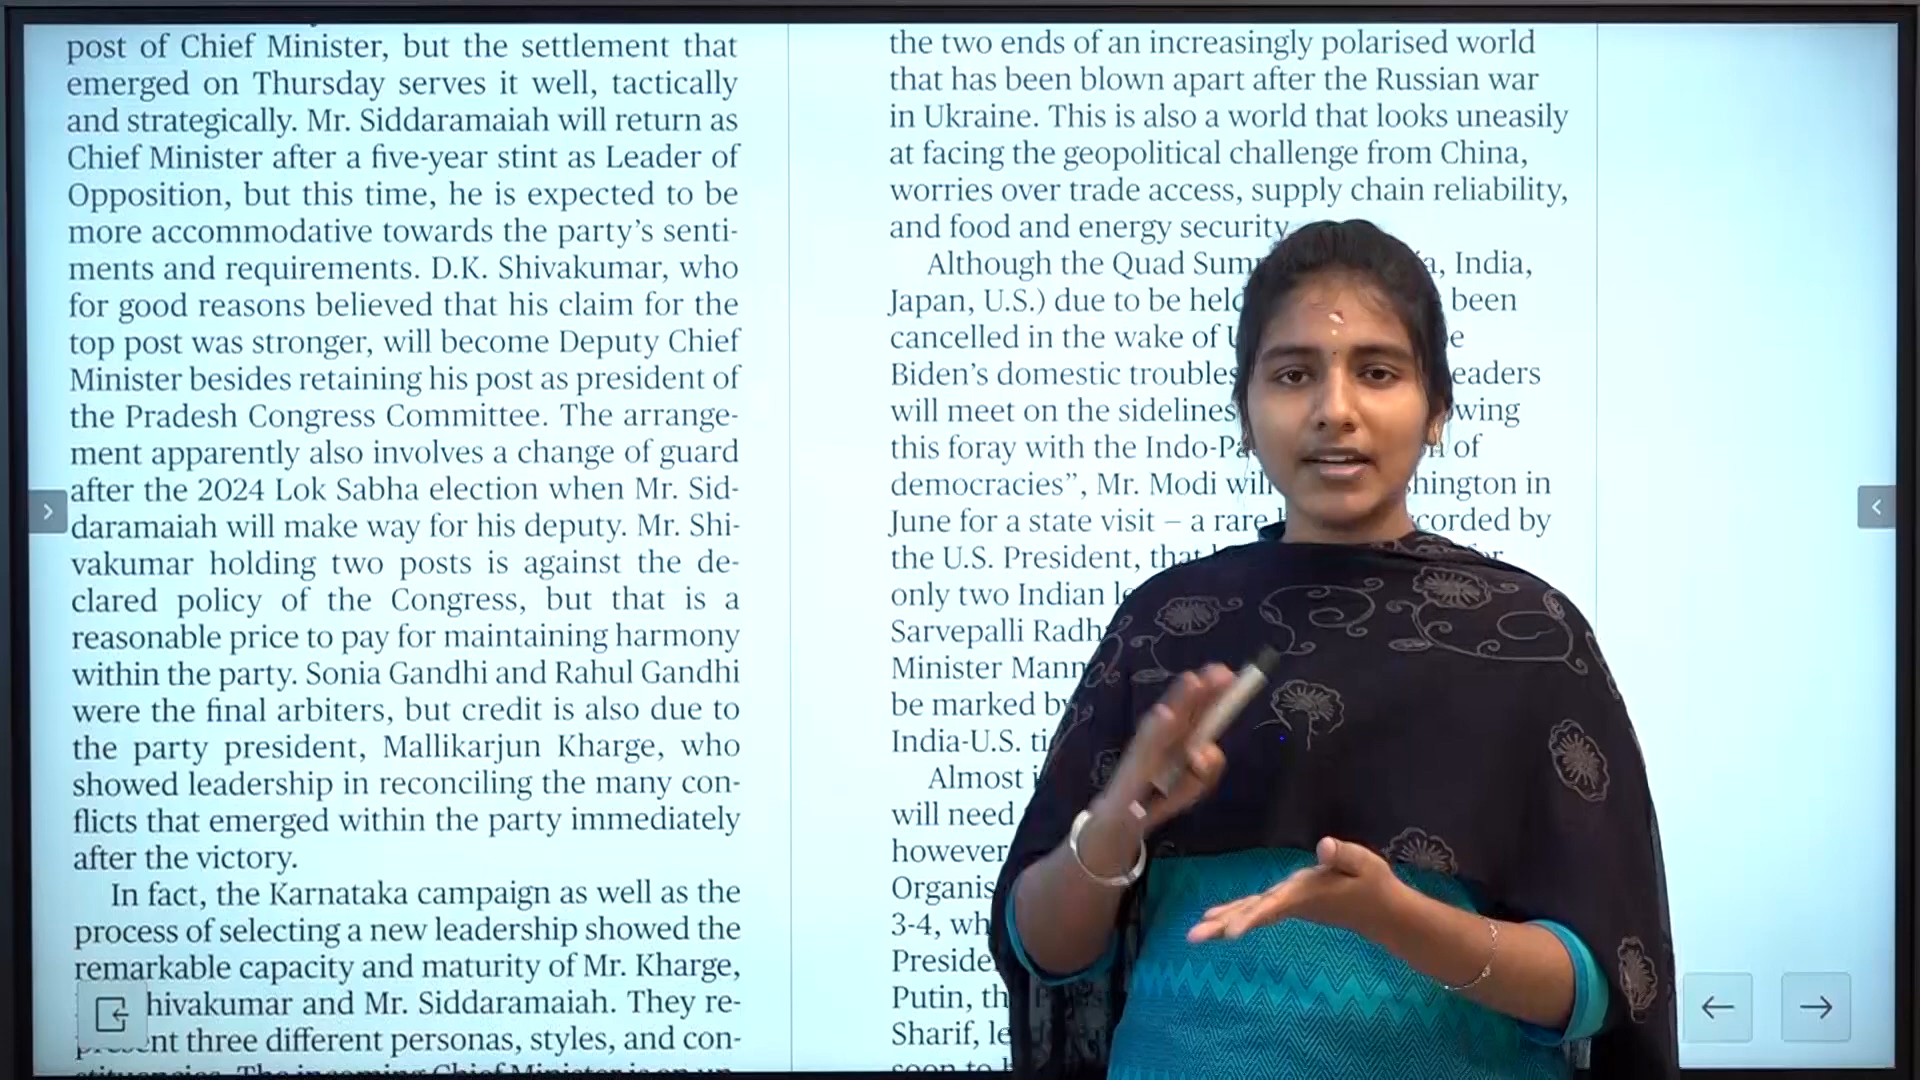 post of Chief Minister, but the settlement that
emerged on Thursday serves it well, tactically
and strategically. Mr. Siddaramaiah will return as
Chief Minister after a five-year stint as Leader of
Opposition, but this time, he is expected to be
more accommodative towards the party's senti-
ments and requirements. D.K. Shivakumar, who
for good reasons believed that his claim for the
top post was stronger, will become Deputy Chief
Minister besides retaining his post as president of
the Pradesh Congress Committee. The arrange-
ment apparently also involves a change of guard
after the 2024 Lok Sabha election when Mr. Sid-
daramaiah will make way for his deputy. Mr. Shi-
vakumar holding two posts is against the de-
clared policy of the Congress, but that is a
reasonable price to pay for maintaining harmony
within the party. Sonia Gandhi and Rahul Gandhi
were the final arbiters, but credit is also due to
the party president, Mallikarjun Kharge, who
showed leadership in reconciling the many con-
flicts that emerged within the party immediately
after the victory.
In fact, the Karnataka campaign as well as the
process of selecting a new leadership showed the
remarkable capacity and maturity of Mr. Kharge,
hivakumar and Mr. Siddaramaiah. They re-
nt three different personas, styles, and con-
the two ends of an increasingly polarised world
that has been blown apart after the Russian war
in Ukraine. This is also a world that looks uneasily
at facing the geopolitical challenge from China,
worries over trade access, supply chain reliability,
and food and energy security
Although the Quad Sum India,
Japan, U.S.) due to be held been
cancelled in the wake of
Biden's domestic troubles eaders
will meet on the sidelines wing
this foray with the Indo-Pa of
democracies”, Mr. Modi will hington in
June for a state visit – a rare corded by
the U.S. President, that
only two Indian
Sarvepalli Radh
Minister Mann
be marked by
India-U.S. ti
Almost i
will need
however
Organis
3-4, wh
Preside
Putin, th
Sharif, le
soon to